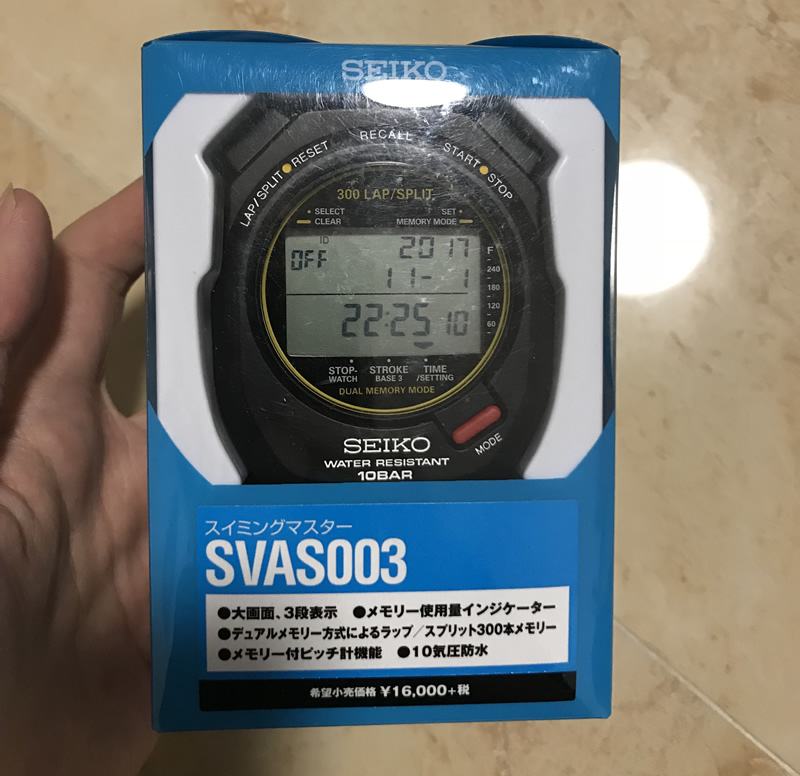 SEIKO
RECALL
LAP/SPLIT RESET
START STOP
300 LAP/SPLIT
SELECT
CLEAR
SET
MEMORY MODE
ID
OFF
2017
11- 1
22:25 10
F
240
180
120
60
STOP-
WATCH
STROKE
BASE 3
TIME
/SETTING
DUAL MEMORY MODE
MODE
SEIKO
WATER RESISTANT
10BAR
スイミングマスター
SVAS003
●大画面、3段表示 ●メモリー使用量インジケーター
●デュアルメモリー方式によるラップ/スプリット300本メモリー
●メモリー付ピッチ計機能 ●10気圧防水
希望小売価格 ¥16,000+税